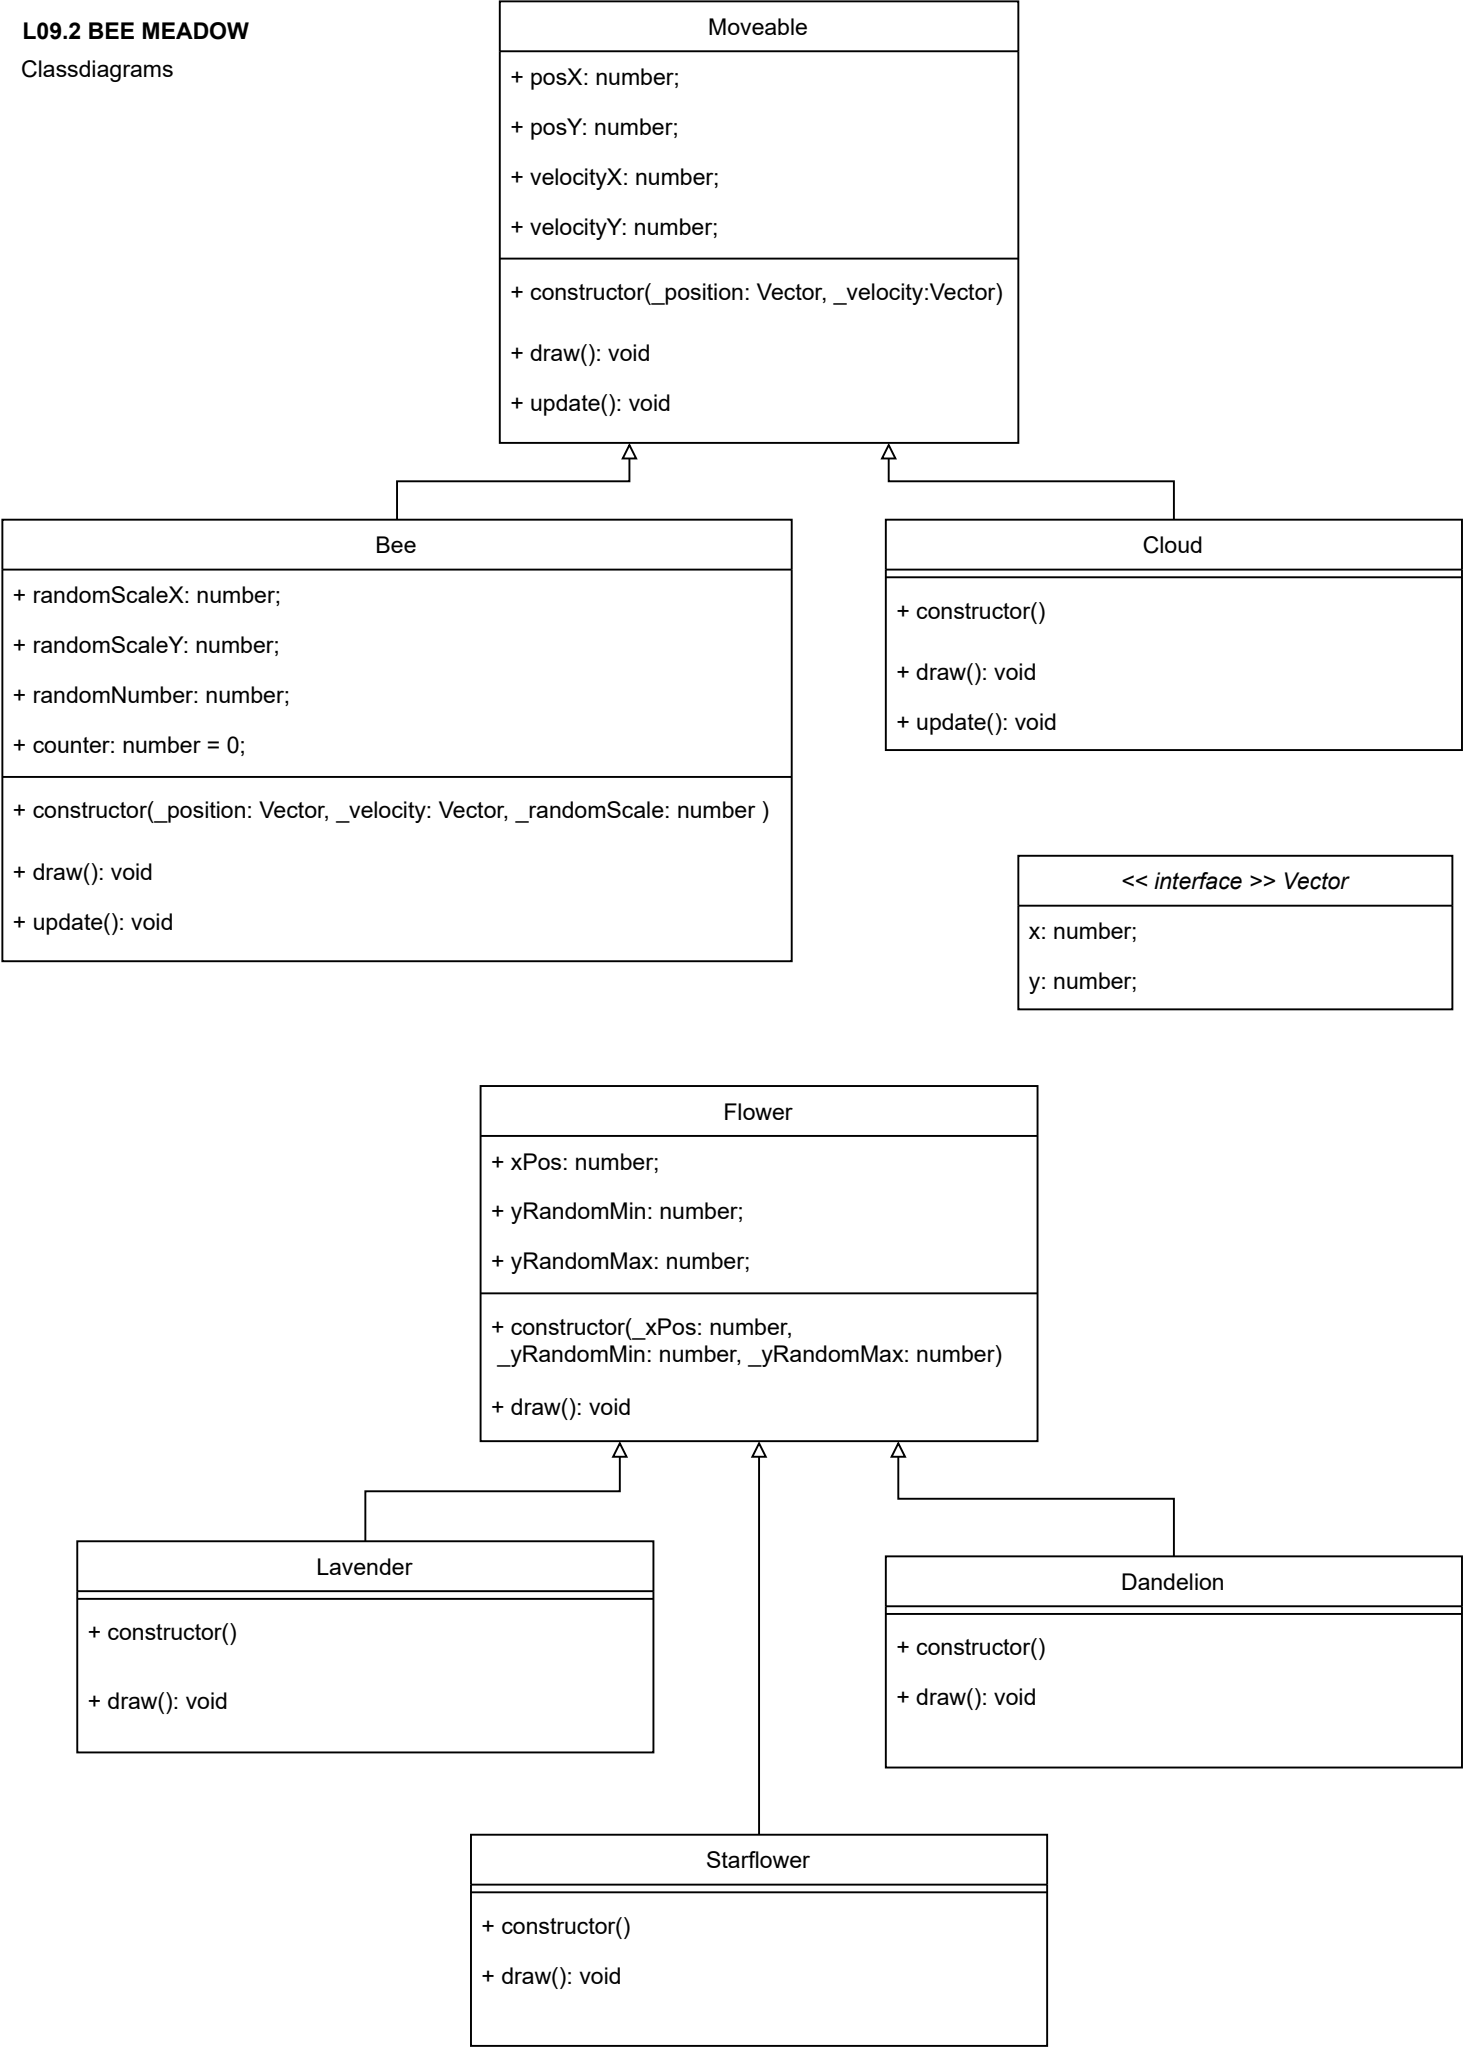 L09.2 BEE MEADOW
Classdiagrams
Moveable
+ posX: number;
+ posY: number;
+ velocityX: number;
+ velocityY: number;
+ constructor(_position: Vector, _velocity:Vector)
+ draw(): void
+ update(): void
Bee
+ randomScaleX: number;
+ randomScaleY: number;
+ randomNumber: number;
+ counter: number = 0;
+ constructor(_position: Vector, _velocity: Vector, _randomScale: number )
+ draw(): void
+ update(): void
Cloud
+ constructor()
+ draw(): void
+ update(): void
<< interface >> Vector
x: number;
y: number;
Flower
+ xPos: number;
+ yRandomMin: number;
+ yRandomMax: number;
+ constructor(_xPos: number,
_yRandomMin: number, _yRandomMax: number)
+ draw(): void
Lavender
+ constructor()
+ draw(): void
Dandelion
+ constructor()
+ draw(): void
Starflower
+ constructor()
+ draw(): void